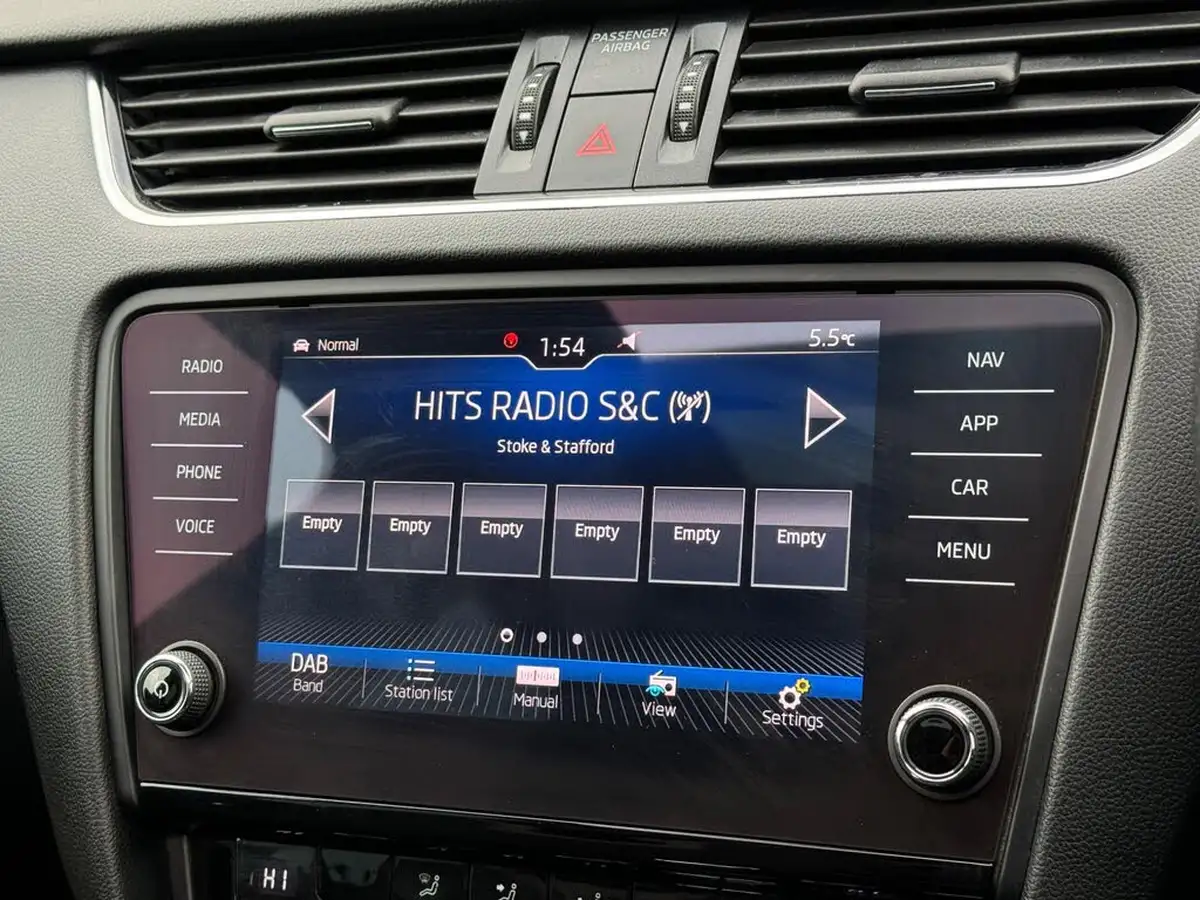 PASSENGER
AIRBAG
Normal
1:54
5.5°C
HITS RADIO S&C
Stoke & Stafford
Empty
Empty
Empty
Empty
Empty
Empty
DAB
Band
Station list
Manual
View
Settings
RADIO
MEDIA
PHONE
VOICE
NAV
APP
CAR
MENU
HI